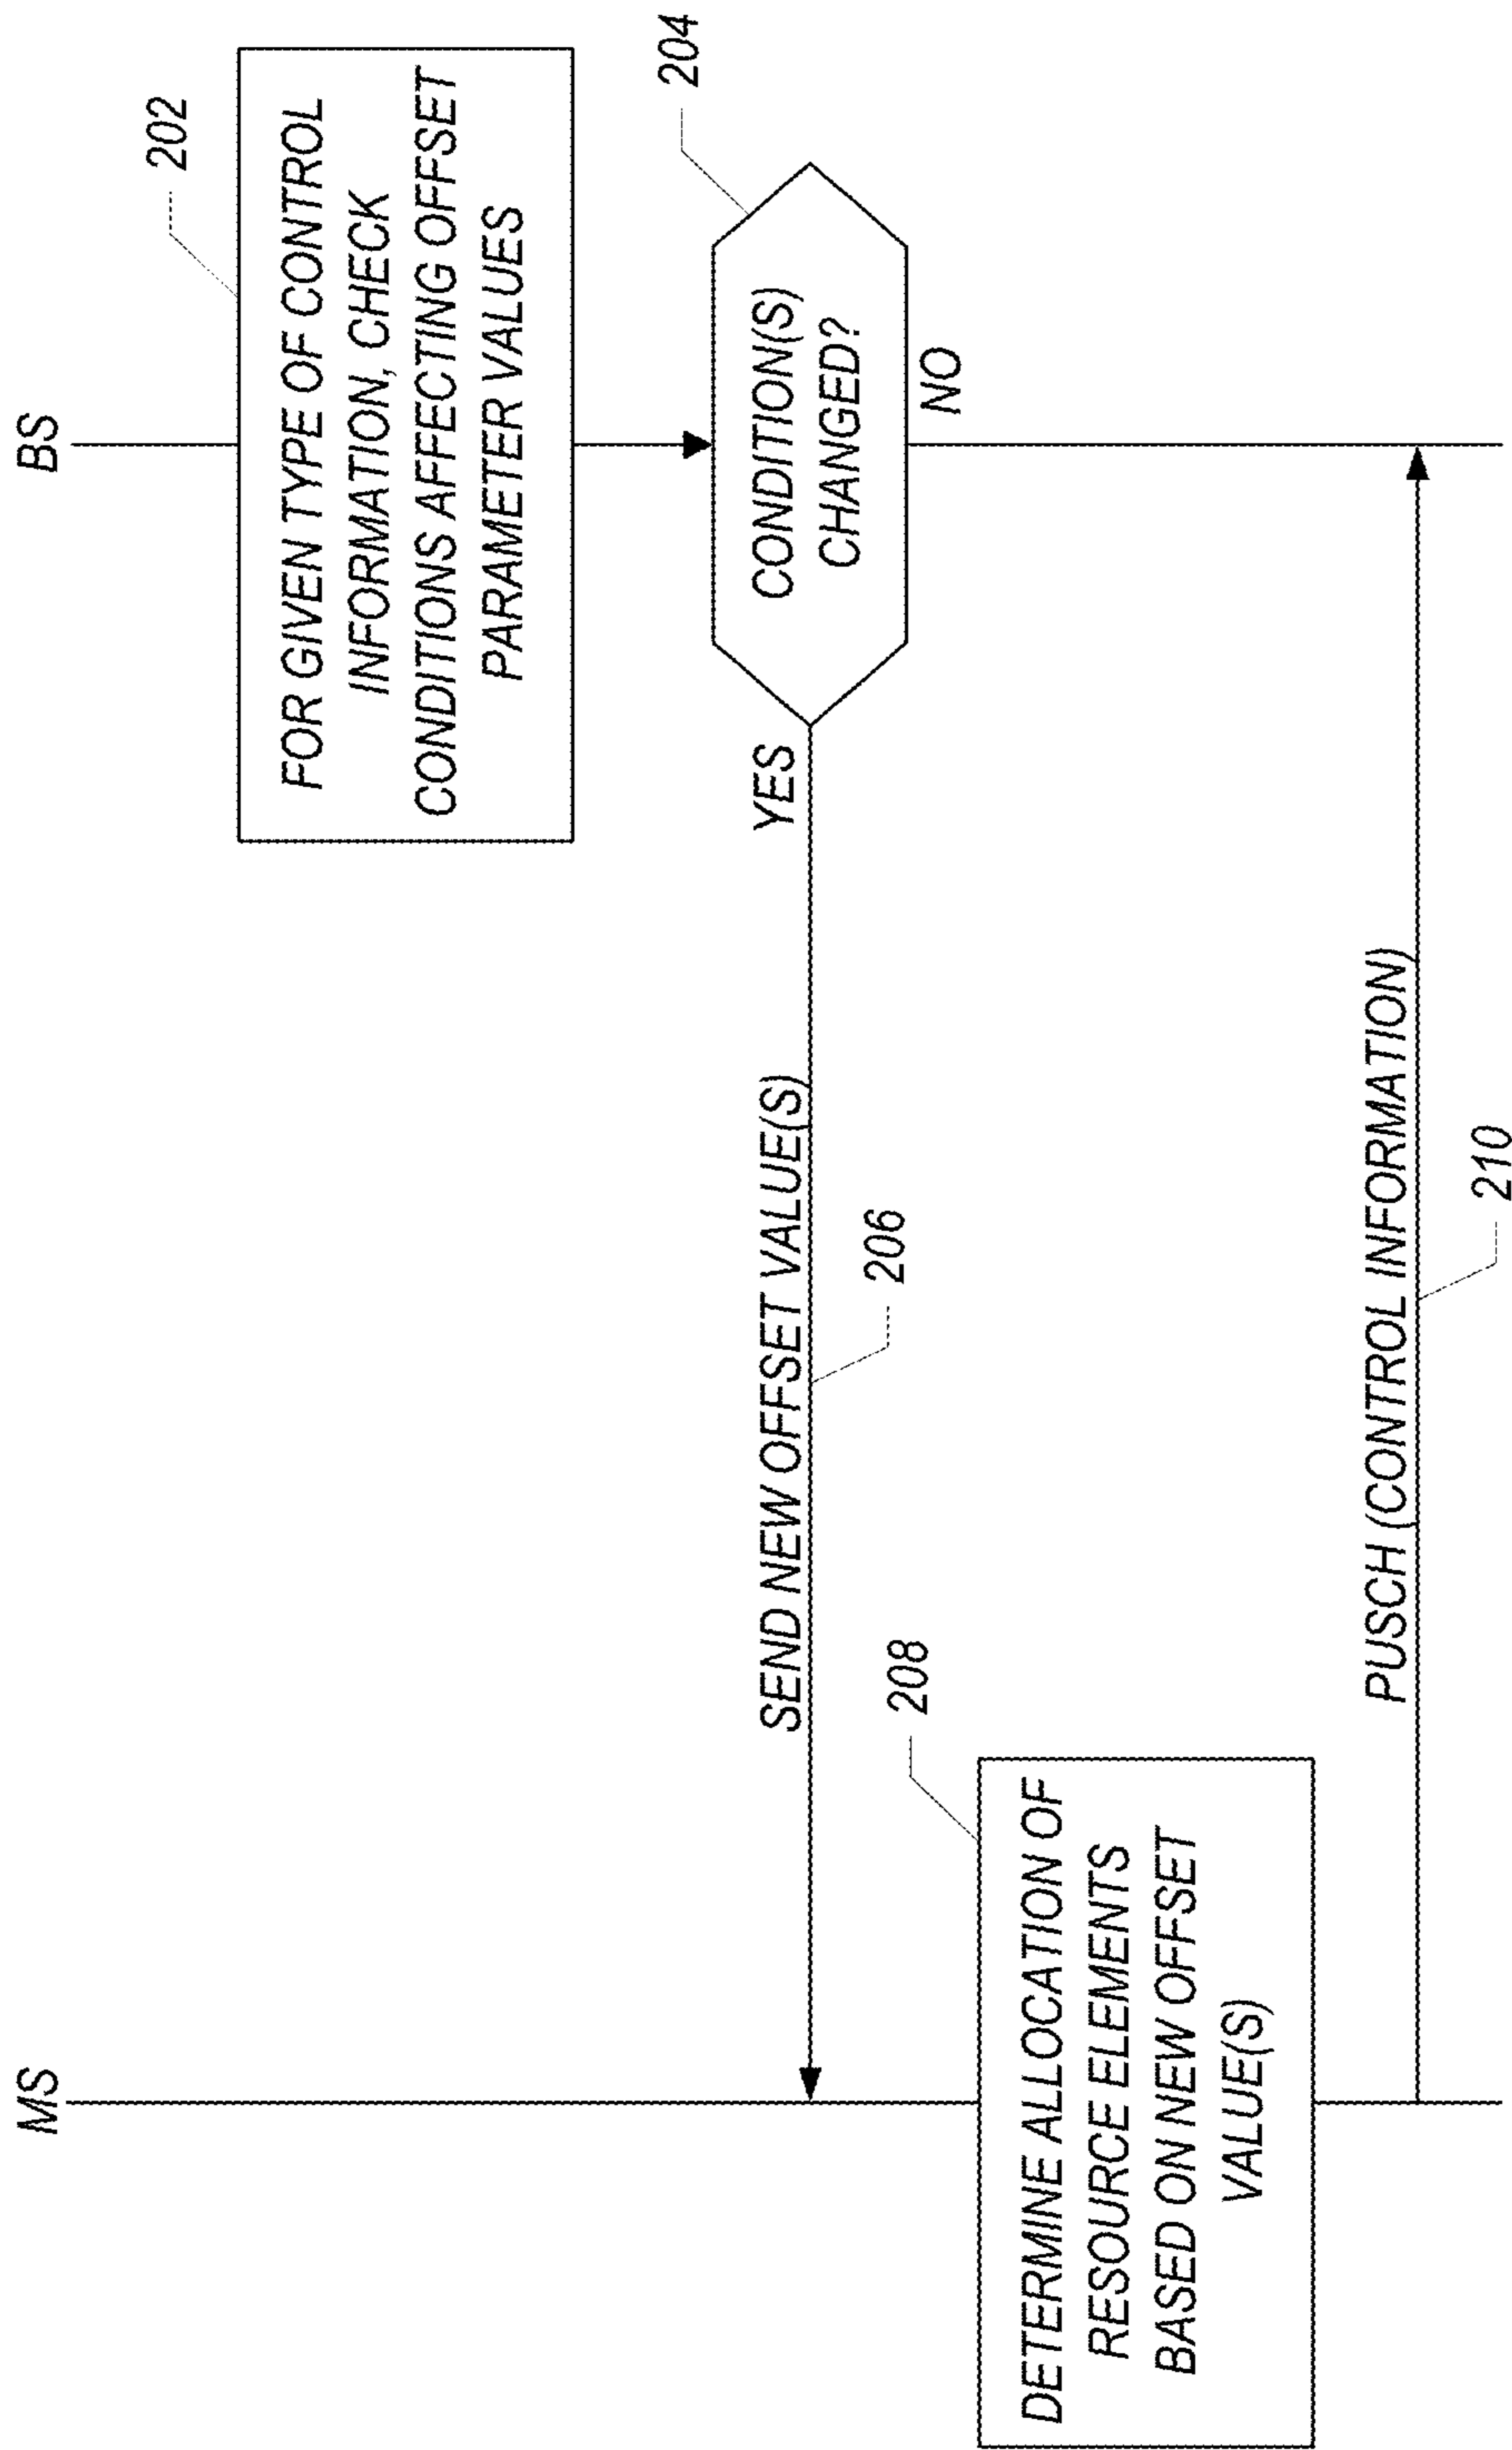 MS
BS
202
FOR GIVEN TYPE OF CONTROL
INFORMATION, CHECK
CONDITIONS AFFECTING OFFSET
PARAMETER VALUES
204
CONDITION(S)
CHANGED?
YES
NO
SEND NEW OFFSET VALUE(S)
206
208
DETERMINE ALLOCATION OF
RESOURCE ELEMENTS
BASED ON NEW OFFSET
VALUE(S)
PUSCH (CONTROL INFORMATION)
210